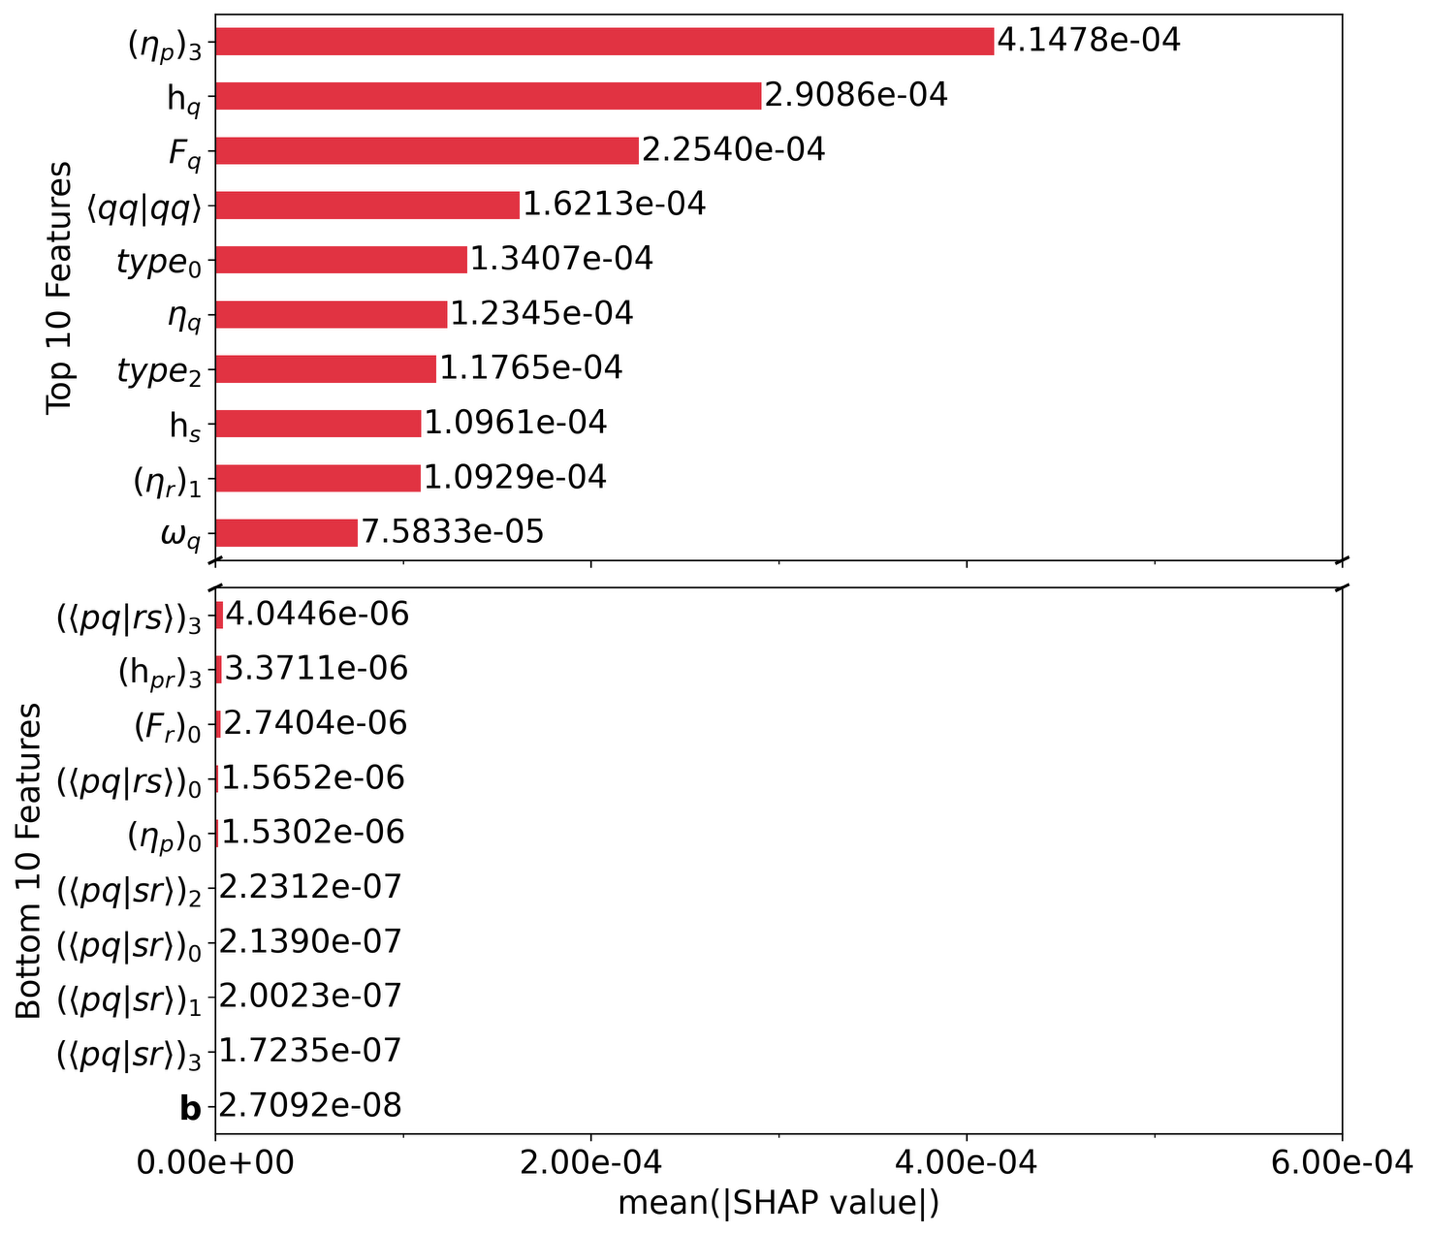 Top 10 Features
(ηp)3 4.1478e-04
hq 2.9086e-04
Fq 2.2540e-04
⟨qq|qq⟩ 1.6213e-04
type0 1.3407e-04
ηq 1.2345e-04
type2 1.1765e-04
hs 1.0961e-04
(ηr)1 1.0929e-04
ωq 7.5833e-05
Bottom 10 Features
(⟨pq|rs⟩)3 4.0446e-06
(hpr)3 3.3711e-06
(Fr)0 2.7404e-06
(⟨pq|rs⟩)0 1.5652e-06
(ηp)0 1.5302e-06
(⟨pq|sr⟩)2 2.2312e-07
(⟨pq|sr⟩)0 2.1390e-07
(⟨pq|sr⟩)1 2.0023e-07
(⟨pq|sr⟩)3 1.7235e-07
b 2.7092e-08
0.00e+00 2.00e-04 4.00e-04 6.00e-04
mean(|SHAP value|)